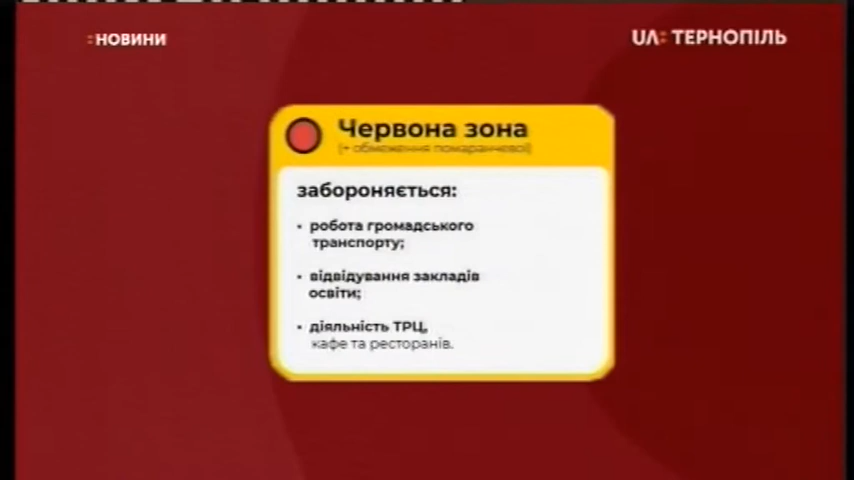 :НОВИНИ
UA: ТЕРНОПІЛЬ
Червона зона
(+ обмеження помаранчевої)
забороняється:
• робота громадського
транспорту;
• відвідування закладів
освіти;
• діяльність ТРЦ,
кафе та ресторанів.